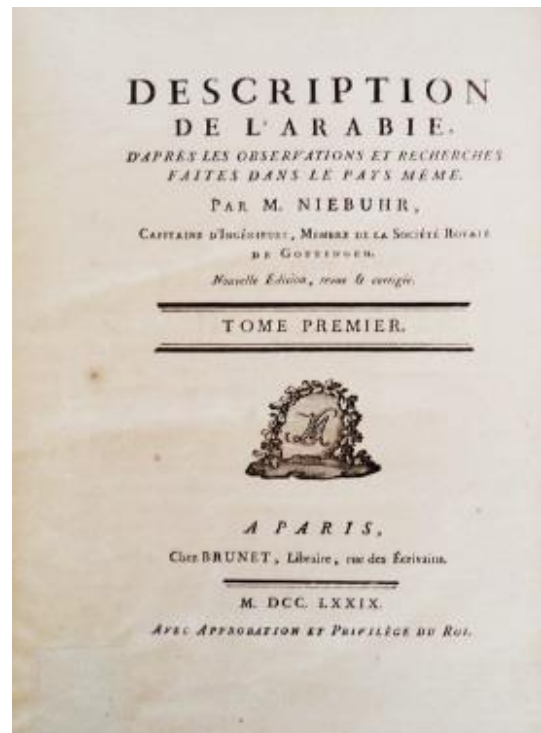 DESCRIPTION
DE L'ARABIE,
D'APRÈS LES OBSERVATIONS ET RECHERCHES
FAITES DANS LE PAYS MÊME.
PAR M. NIEBUHR,
CAPITAINE D'INGÉNIEURS, MEMBRE DE LA SOCIÉTÉ ROYALE
DE GOTTINGEN.
Nouvelle Édition, revue & corrigée.
TOME PREMIER.
A PARIS,
Chez BRUNET, Libraire, rue des Écrivains.
M. DCC. LXXIX.
AVEC APPROBATION ET PRIVILÈGE DU ROI.